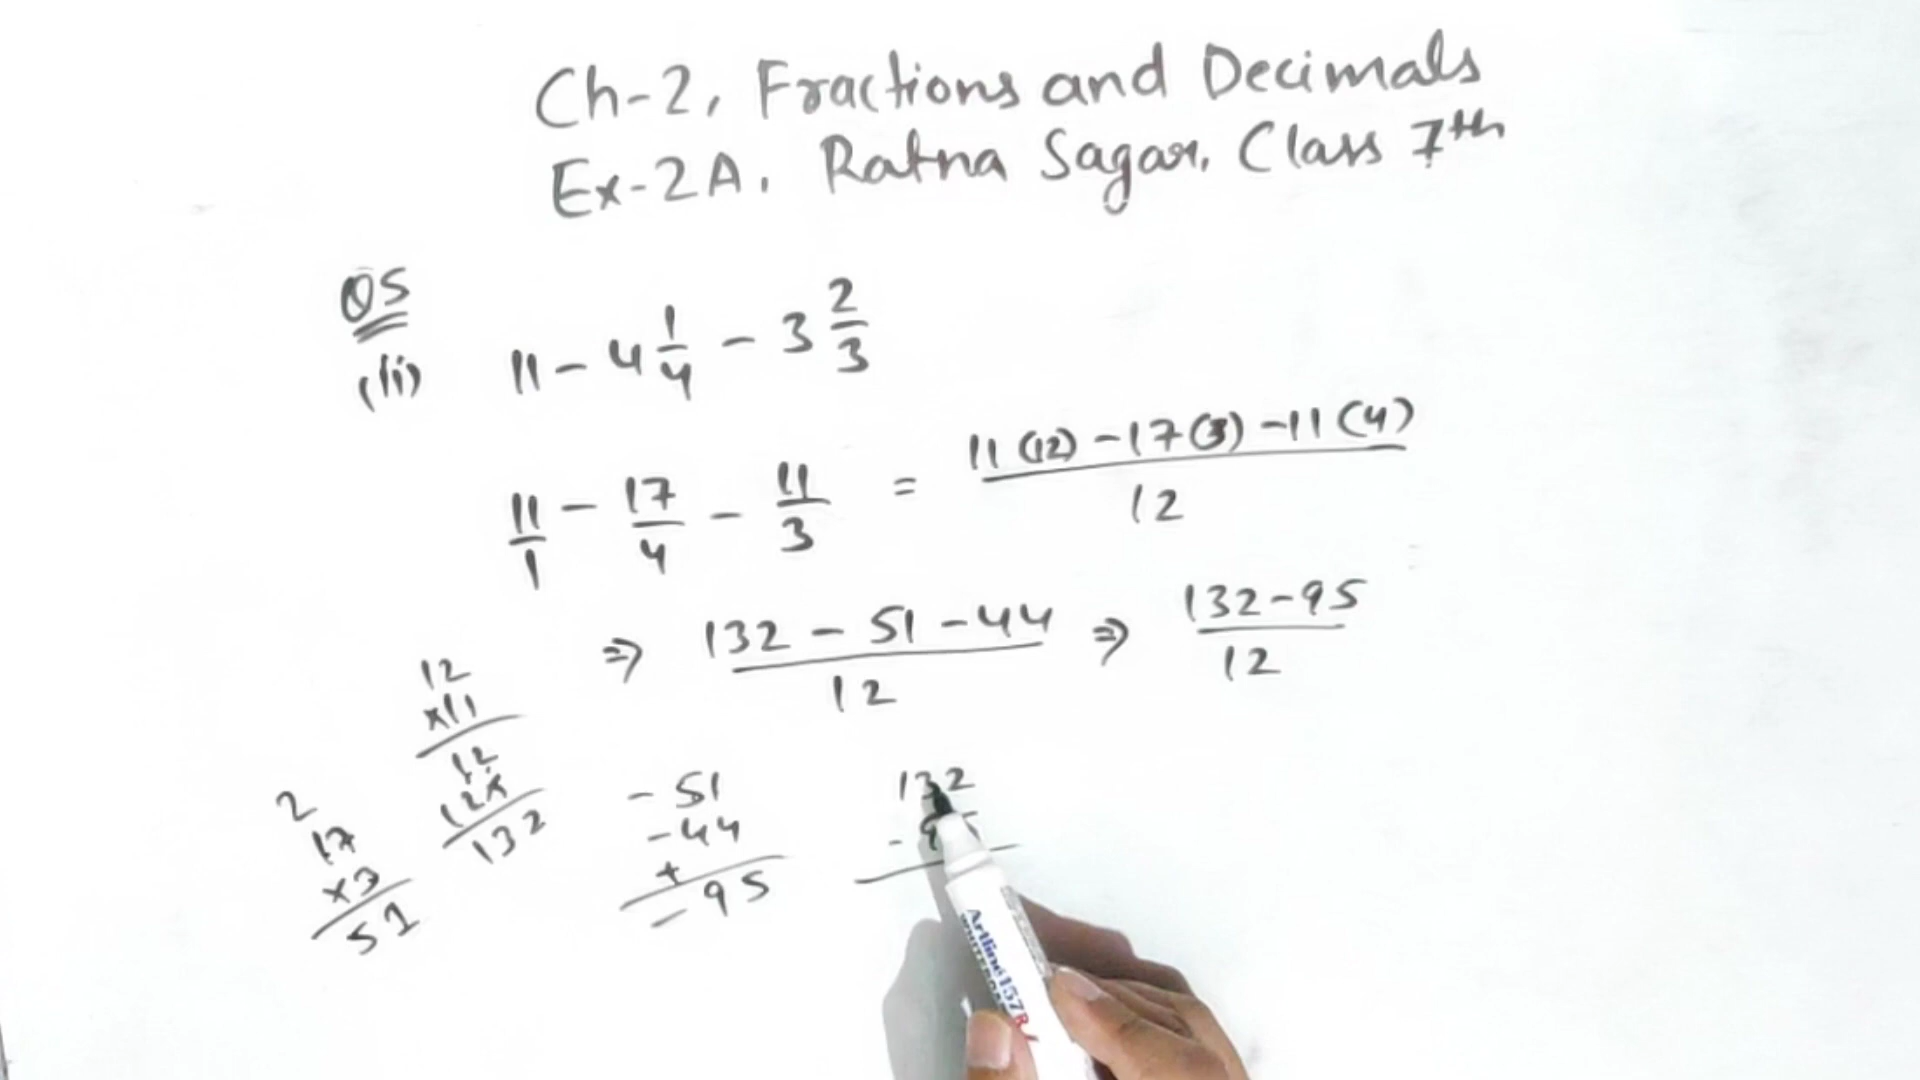 Ch-2, Fractions and Decimals
Ex-2A. Ratna Sagar. Class 7th
Q5
(ii) 11 - 4 1/4 - 3 2/3
11/1 - 17/4 - 11/3 = 11(12) - 17(3) - 11(4) / 12
⇒ 132 - 51 - 44 / 12 ⇒ 132 - 95 / 12
12
×11
12
12×
132
2
17
×3
51
- 51
- 44
+
- 95
132
Artline 157R